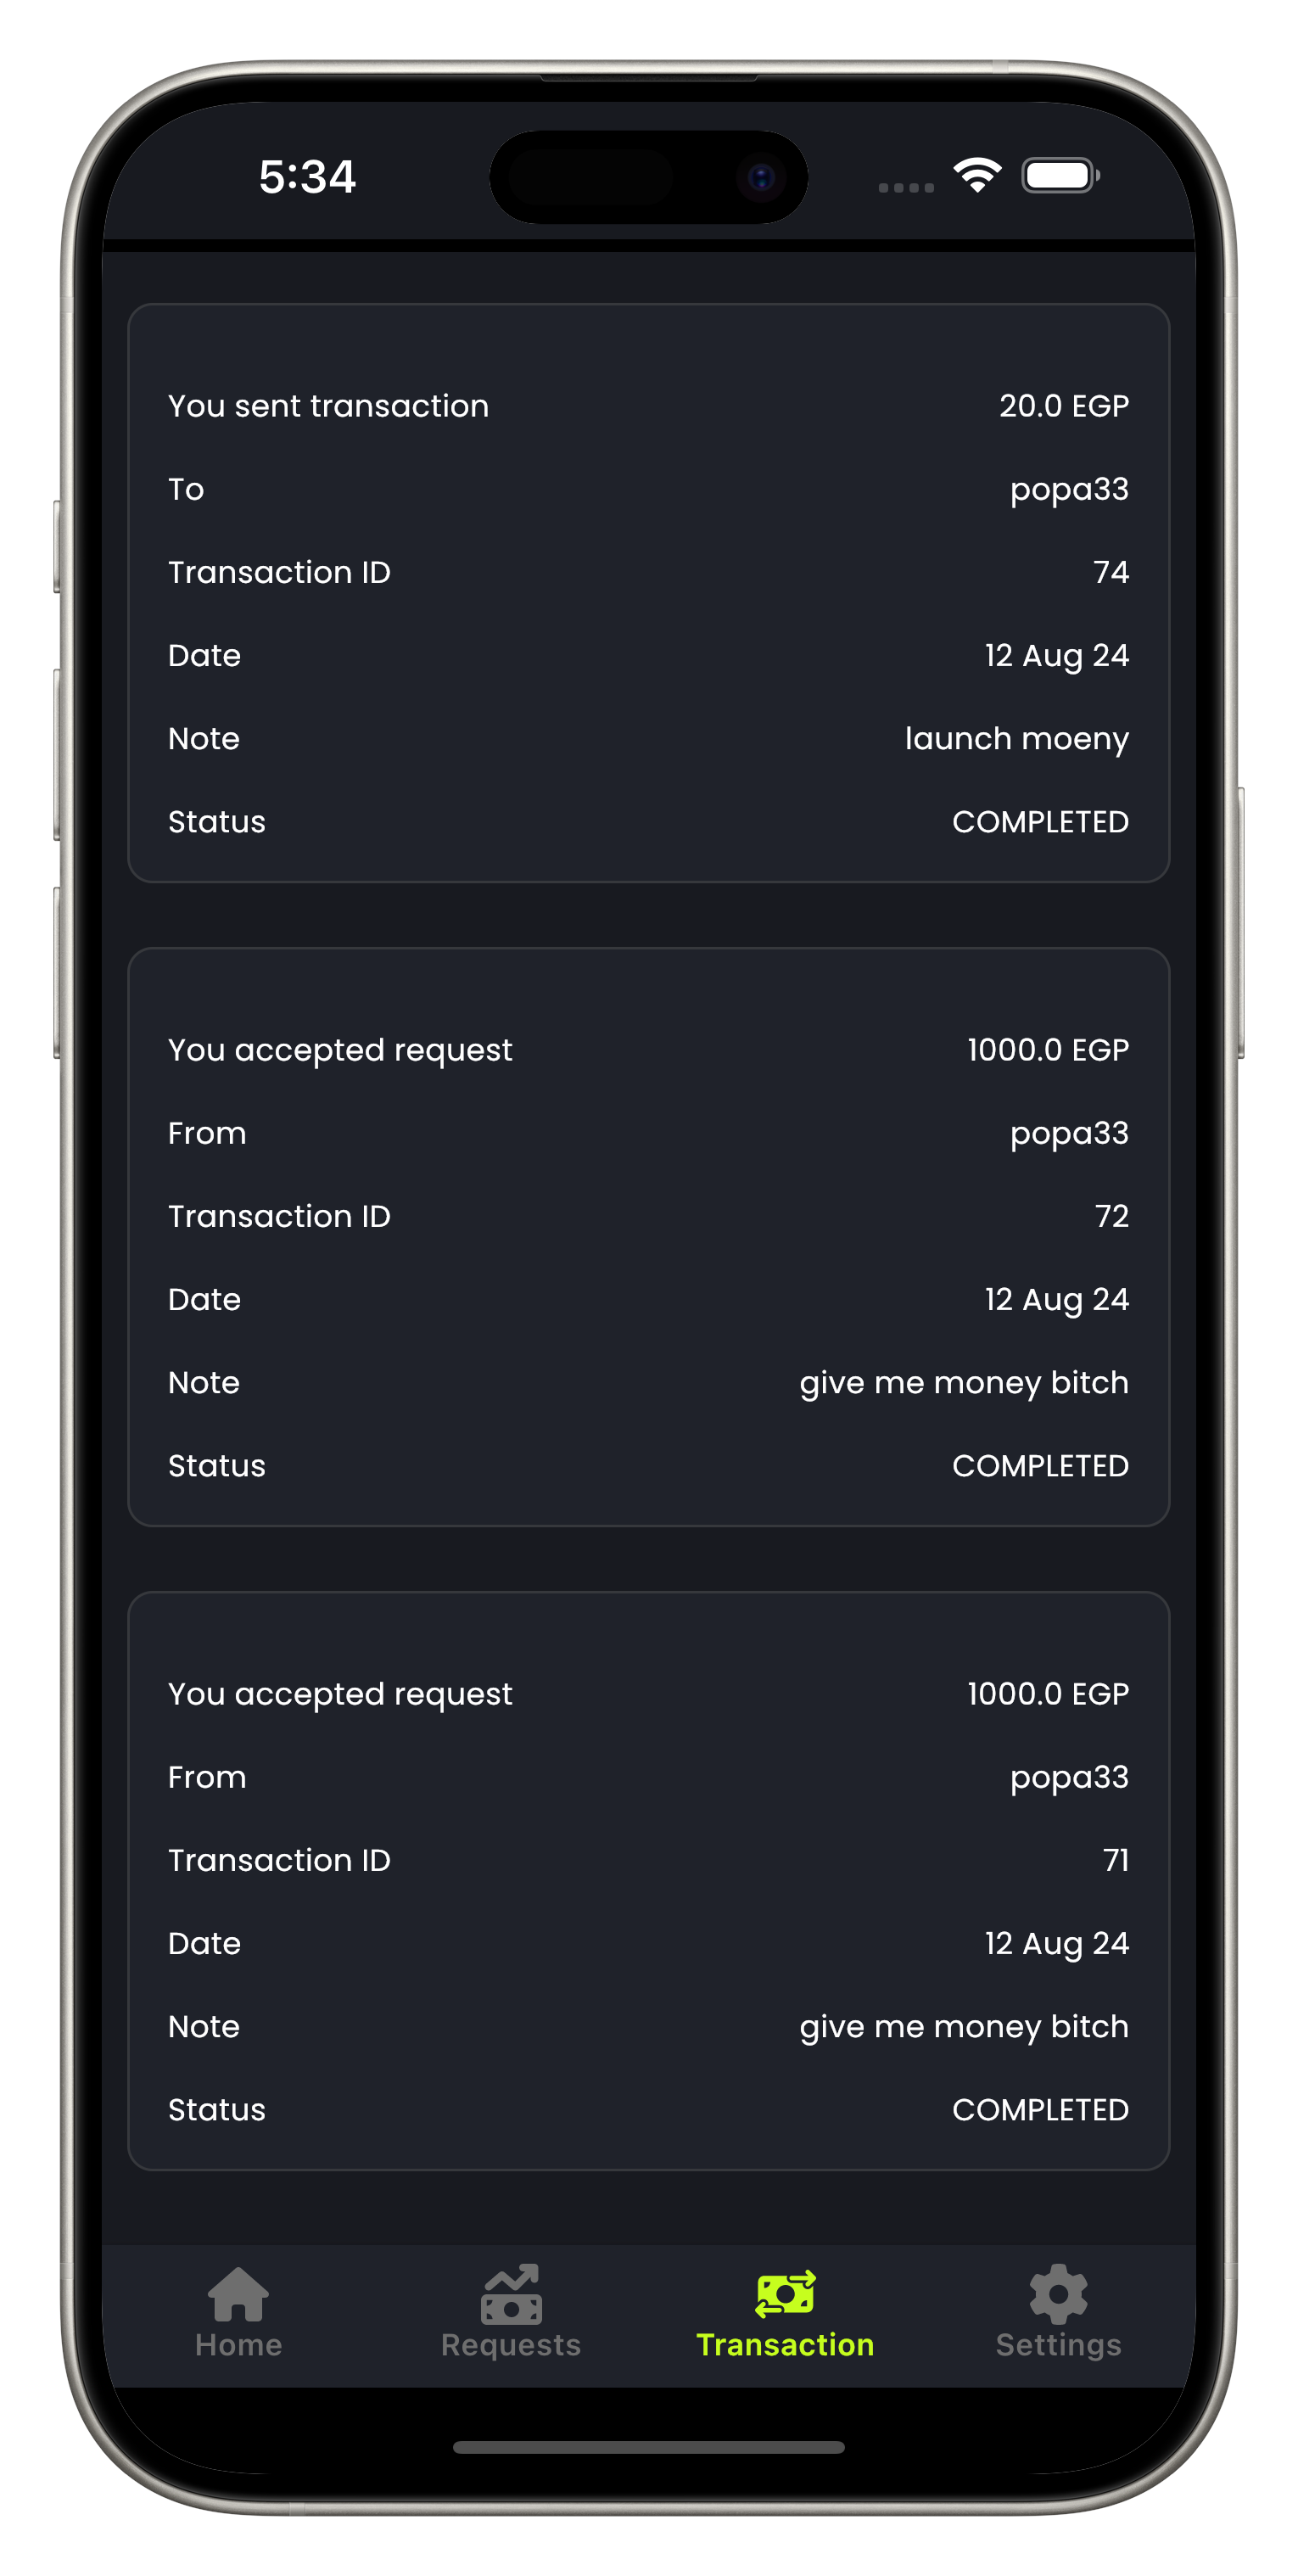 5:34
You sent transaction 20.0 EGP
To popa33
Transaction ID 74
Date 12 Aug 24
Note launch moeny
Status COMPLETED
You accepted request 1000.0 EGP
From popa33
Transaction ID 72
Date 12 Aug 24
Note give me money bitch
Status COMPLETED
You accepted request 1000.0 EGP
From popa33
Transaction ID 71
Date 12 Aug 24
Note give me money bitch
Status COMPLETED
Home Requests Transaction Settings